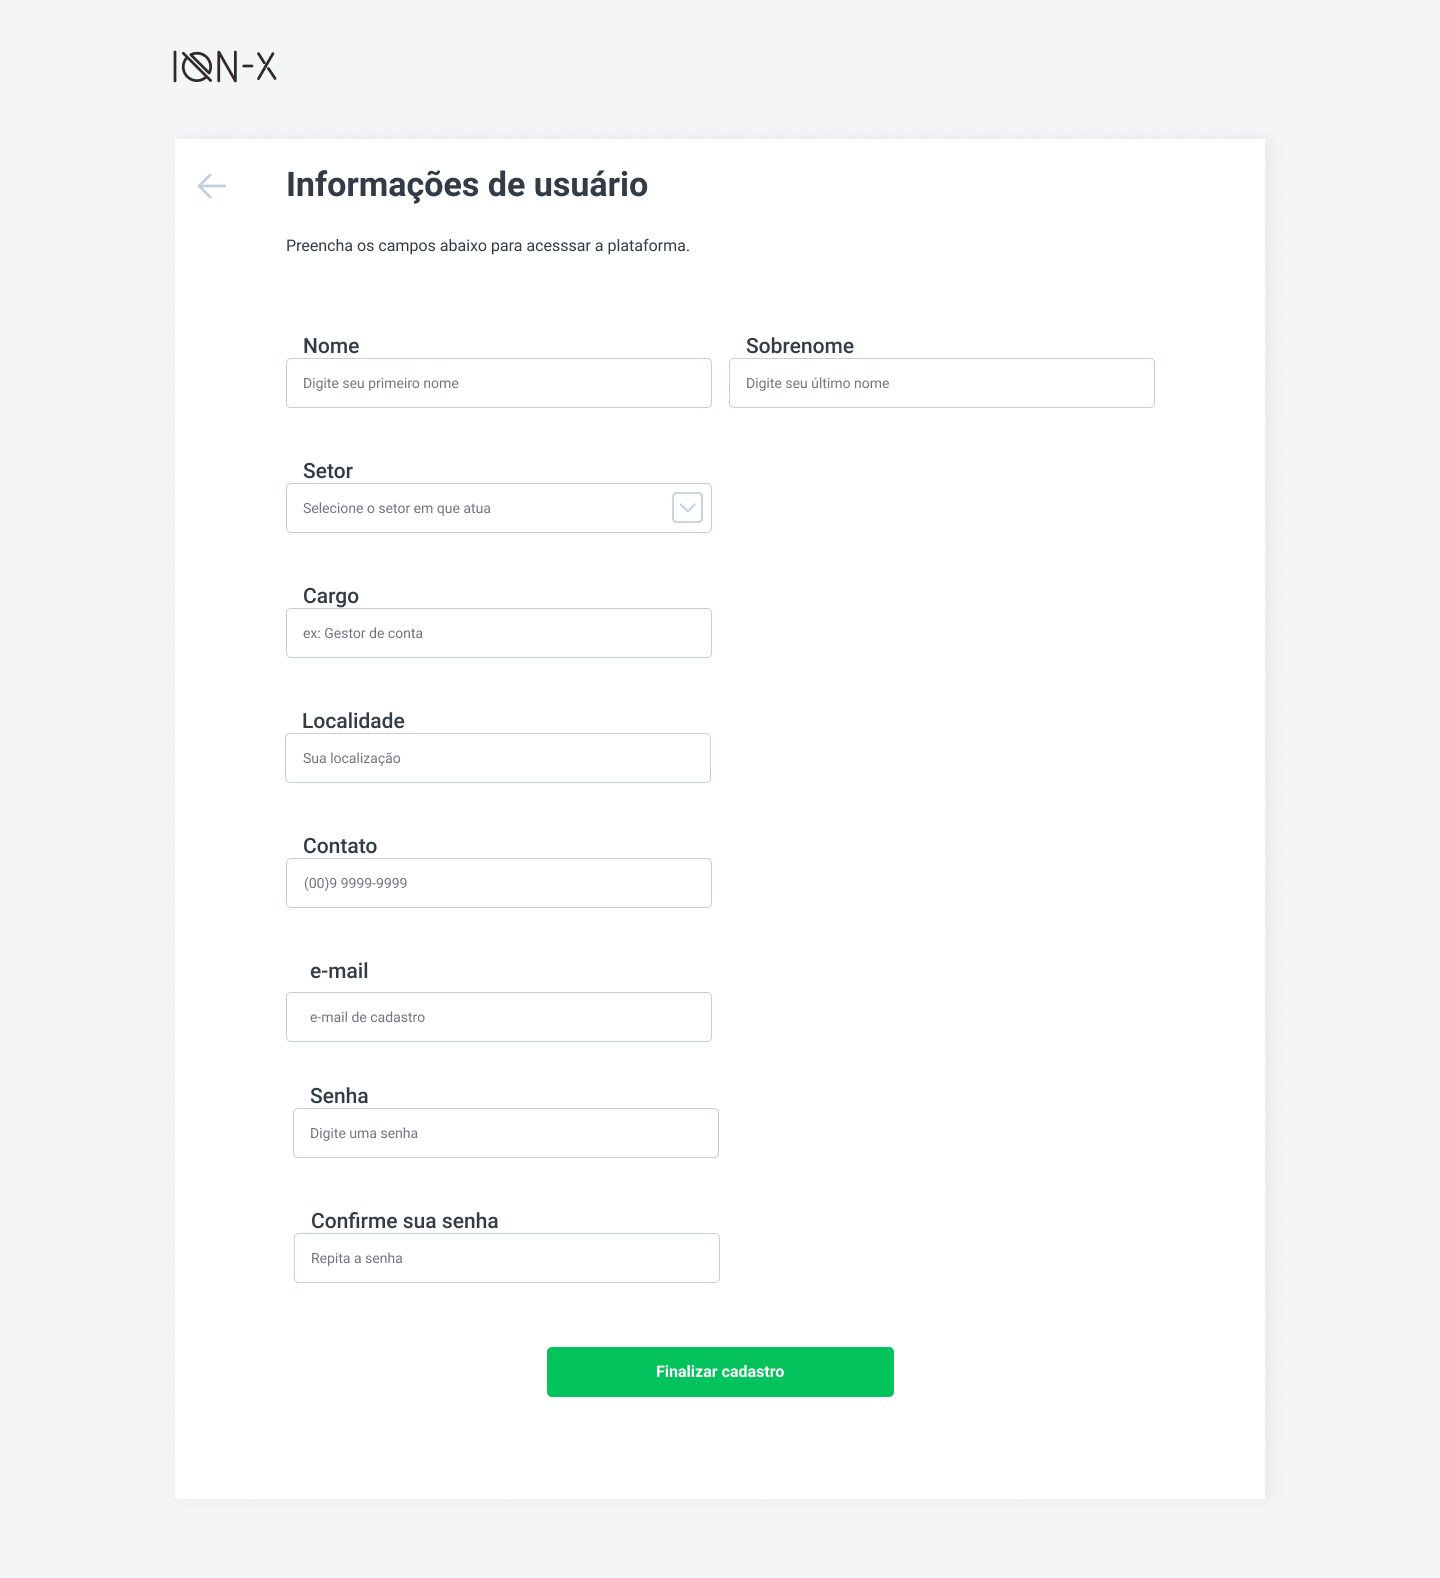 ION-X
Informações de usuário
Preencha os campos abaixo para acesssar a plataforma.
Nome
Sobrenome
Digite seu primeiro nome
Digite seu último nome
Setor
Selecione o setor em que atua
Cargo
ex: Gestor de conta
Localidade
Sua localização
Contato
(00)9 9999-9999
e-mail
e-mail de cadastro
Senha
Digite uma senha
Confirme sua senha
Repita a senha
Finalizar cadastro